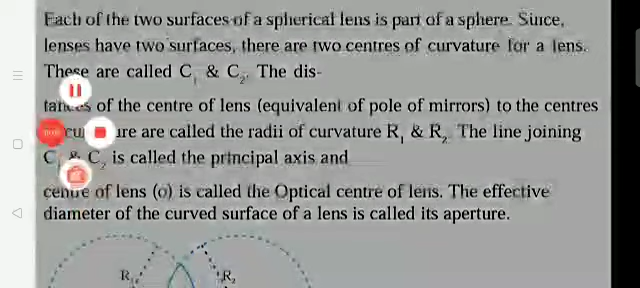 Each of the two surfaces of a spherical lens is part of a sphere. Since,
lenses have two surfaces, there are two centres of curvature for a lens.
These are called C₁ & C₂. The dis-
tances of the centre of lens (equivalent of pole of mirrors) to the centres
are called the radii of curvature R₁ & R₂. The line joining
C₁ & C₂ is called the principal axis and
centre of lens (o) is called the Optical centre of lens. The effective
diameter of the curved surface of a lens is called its aperture.
R₁ R₂